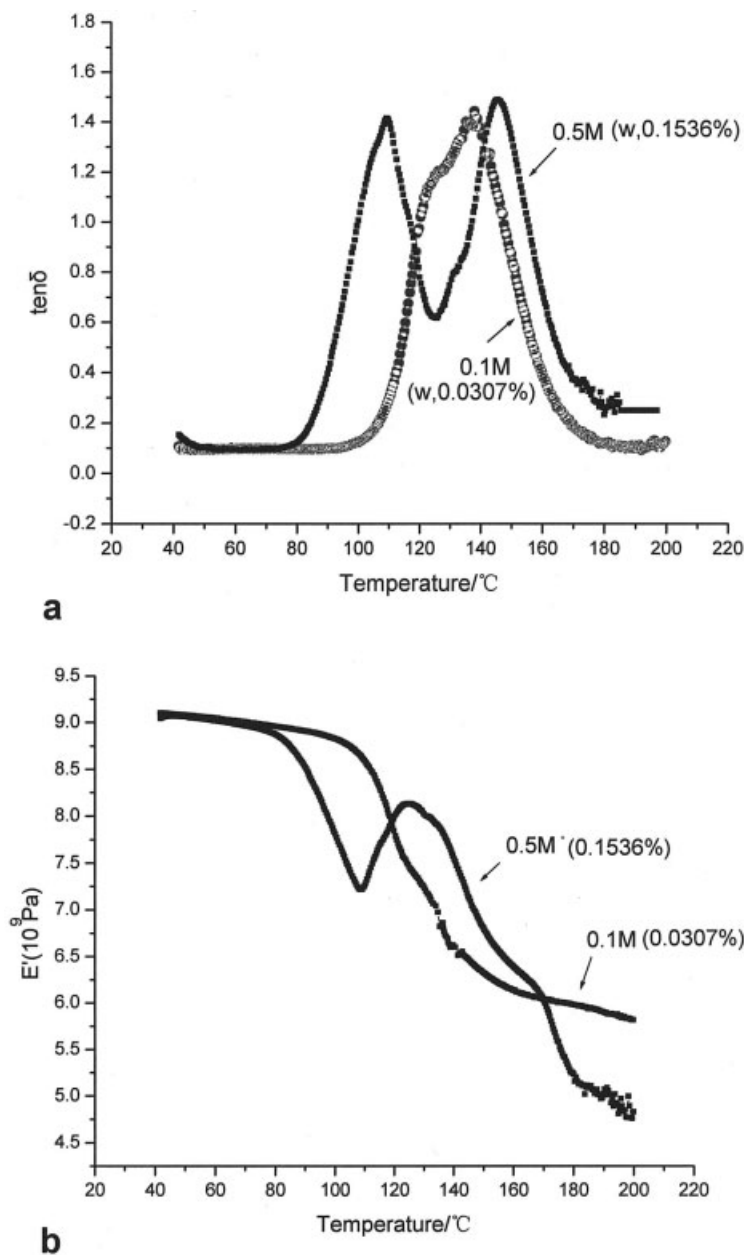 1.8
1.6
1.4
1.2
1.0
0.8
0.6
0.4
0.2
0.0
-0.2
tenδ
0.5M (w,0.1536%)
0.1M
(w,0.0307%)
20 40 60 80 100 120 140 160 180 200 220
Temperature/℃
a
9.5
9.0
8.5
8.0
7.5
7.0
6.5
6.0
5.5
5.0
4.5
E'(10⁹Pa)
0.5M (0.1536%)
0.1M (0.0307%)
20 40 60 80 100 120 140 160 180 200 220
Temperature/℃
b